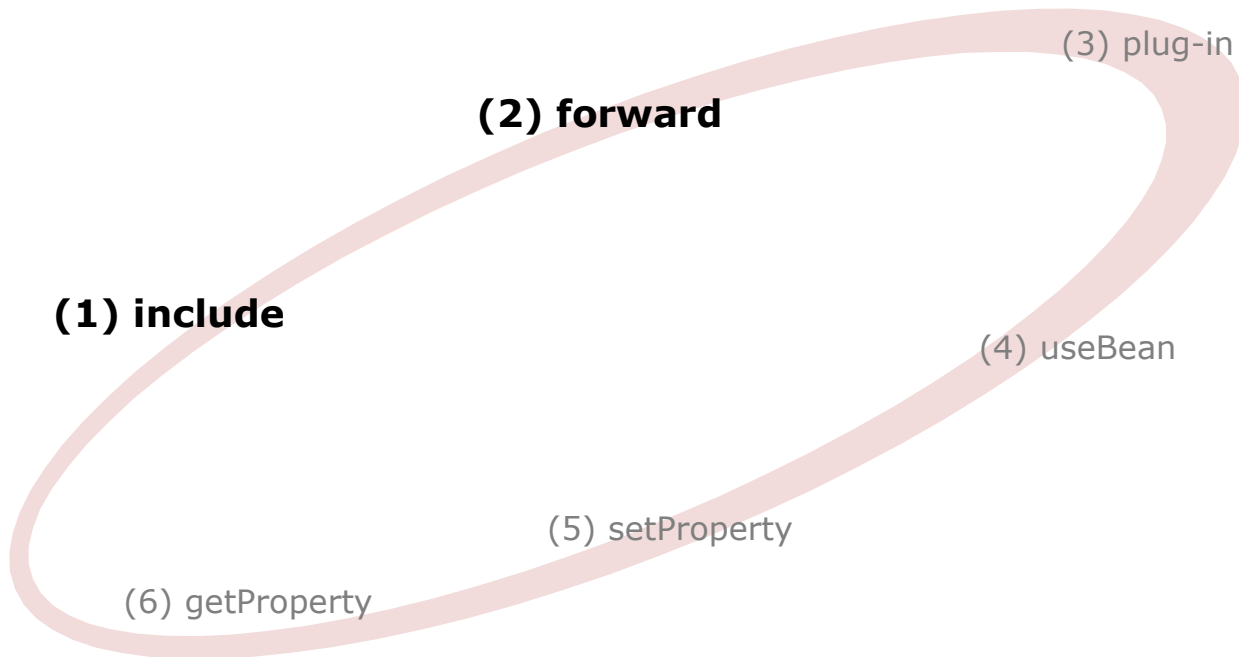 (1) include
(2) forward
(3) plug-in
(4) useBean
(5) setProperty
(6) getProperty